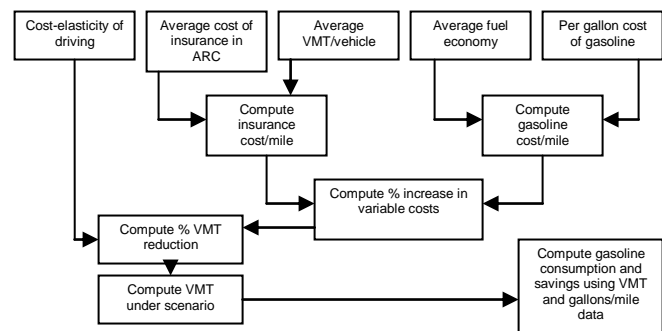 Cost-elasticity of
driving
Average cost of
insurance in
ARC
Average
VMT/vehicle
Average fuel
economy
Per gallon cost
of gasoline
Compute
insurance
cost/mile
Compute
gasoline
cost/mile
Compute % increase in
variable costs
Compute % VMT
reduction
Compute VMT
under scenario
Compute gasoline
consumption and
savings using VMT
and gallons/mile
data